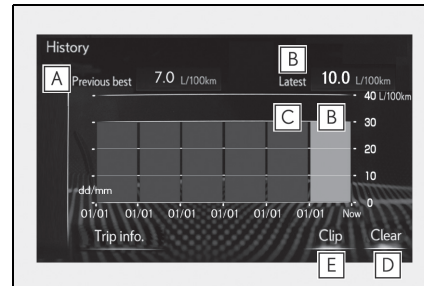 History
B
A Previous best 7.0 L/100km Latest 10.0 L/100km
40 L/100km
C B
30
20
10
dd/mm
0
01/01 01/01 01/01 01/01 01/01 01/01 Now
Trip info. Clip Clear
E D